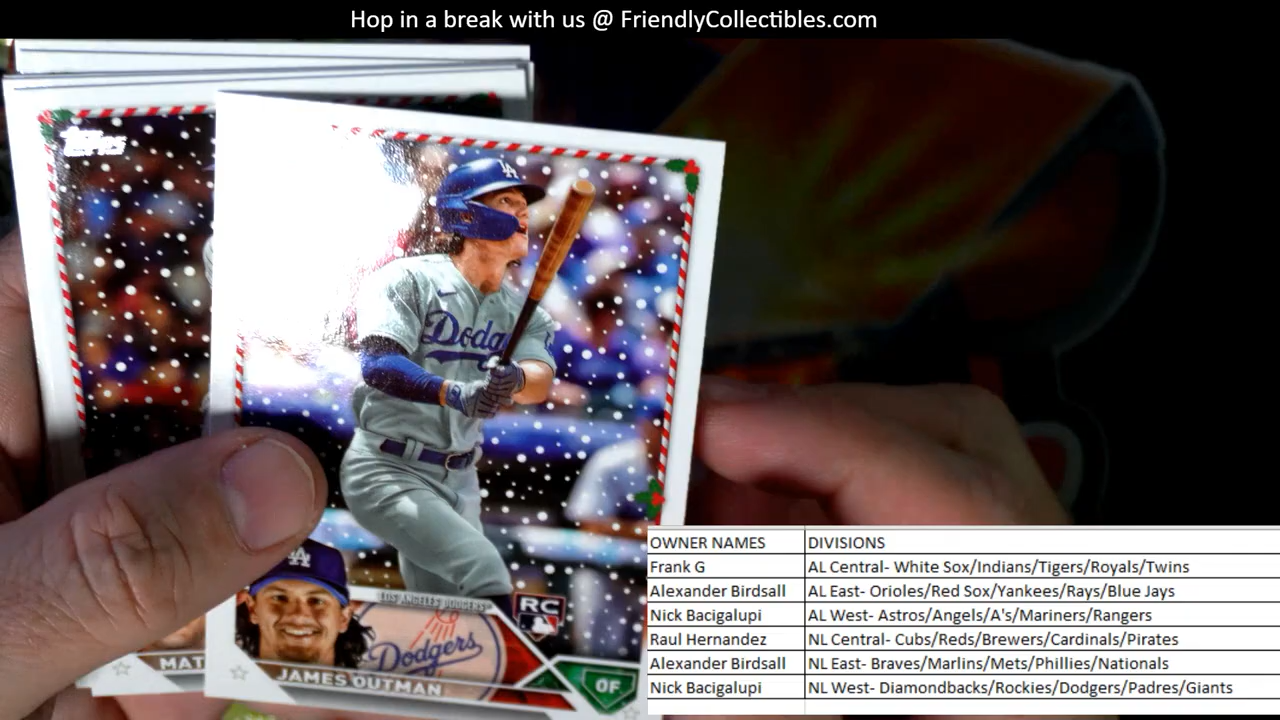 Hop in a break with us @ FriendlyCollectibles.com
Topps
LA
Dodg
LA
LOS ANGELES DODGERS
RC
Dodgers
MAT
JAMES OUTMAN
OF
OWNER NAMES DIVISIONS
Frank G AL Central- White Sox/Indians/Tigers/Royals/Twins
Alexander Birdsall AL East- Orioles/Red Sox/Yankees/Rays/Blue Jays
Nick Bacigalupi AL West- Astros/Angels/A's/Mariners/Rangers
Raul Hernandez NL Central- Cubs/Reds/Brewers/Cardinals/Pirates
Alexander Birdsall NL East- Braves/Marlins/Mets/Phillies/Nationals
Nick Bacigalupi NL West- Diamondbacks/Rockies/Dodgers/Padres/Giants